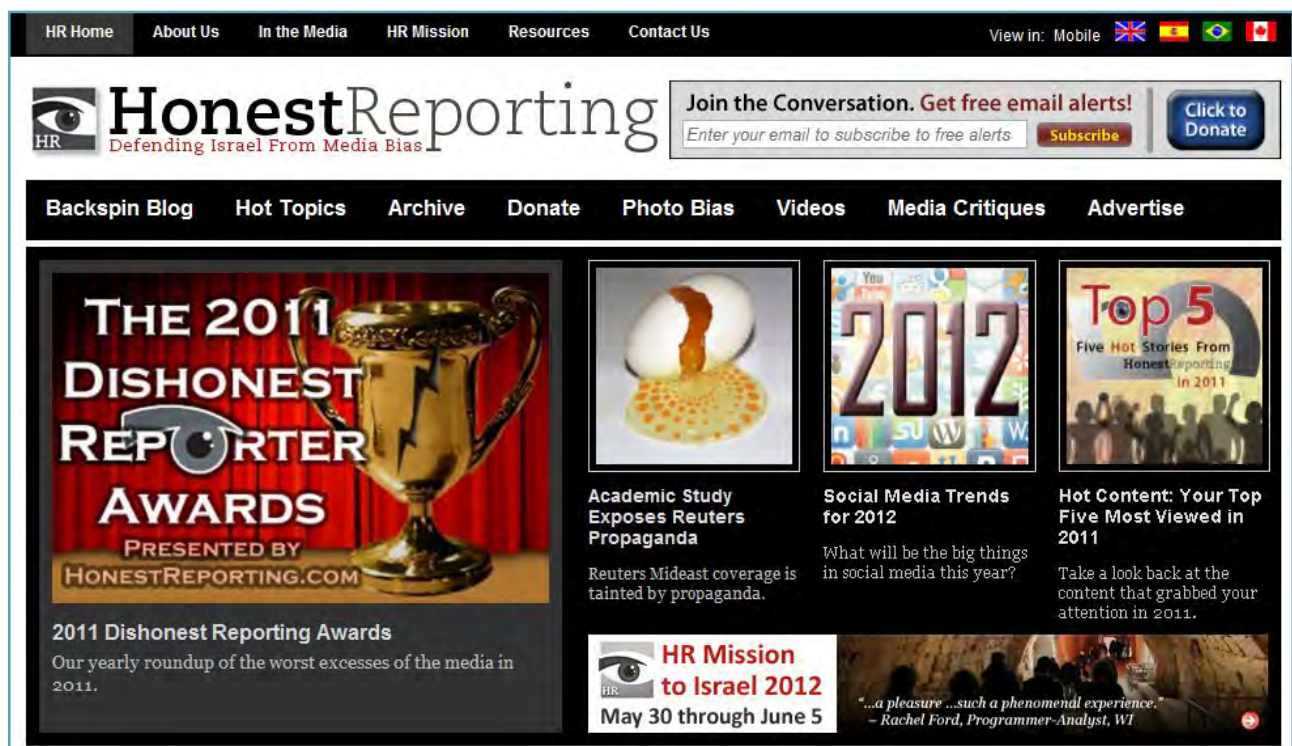 HR Home About Us In the Media HR Mission Resources Contact Us View in: Mobile
HonestReporting
HR
Defending Israel From Media Bias
Join the Conversation. Get free email alerts!
Enter your email to subscribe to free alerts
Subscribe
Click to
Donate
Backspin Blog Hot Topics Archive Donate Photo Bias Videos Media Critiques Advertise
THE 2011
DISHONEST
REPORTER
AWARDS
PRESENTED BY
HONESTREPORTING.COM
2011 Dishonest Reporting Awards
Our yearly roundup of the worst excesses of the media in
2011.
Academic Study
Exposes Reuters
Propaganda
Reuters Mideast coverage is
tainted by propaganda.
You
2012
n SU W W
Social Media Trends
for 2012
What will be the big things
in social media this year?
Top 5
Five Hot Stories From
HonestReporting
in 2011
Hot Content: Your Top
Five Most Viewed in
2011
Take a look back at the
content that grabbed your
attention in 2011.
HR
HR Mission
to Israel 2012
May 30 through June 5
"...a pleasure ...such a phenomenal experience."
– Rachel Ford, Programmer-Analyst, WI